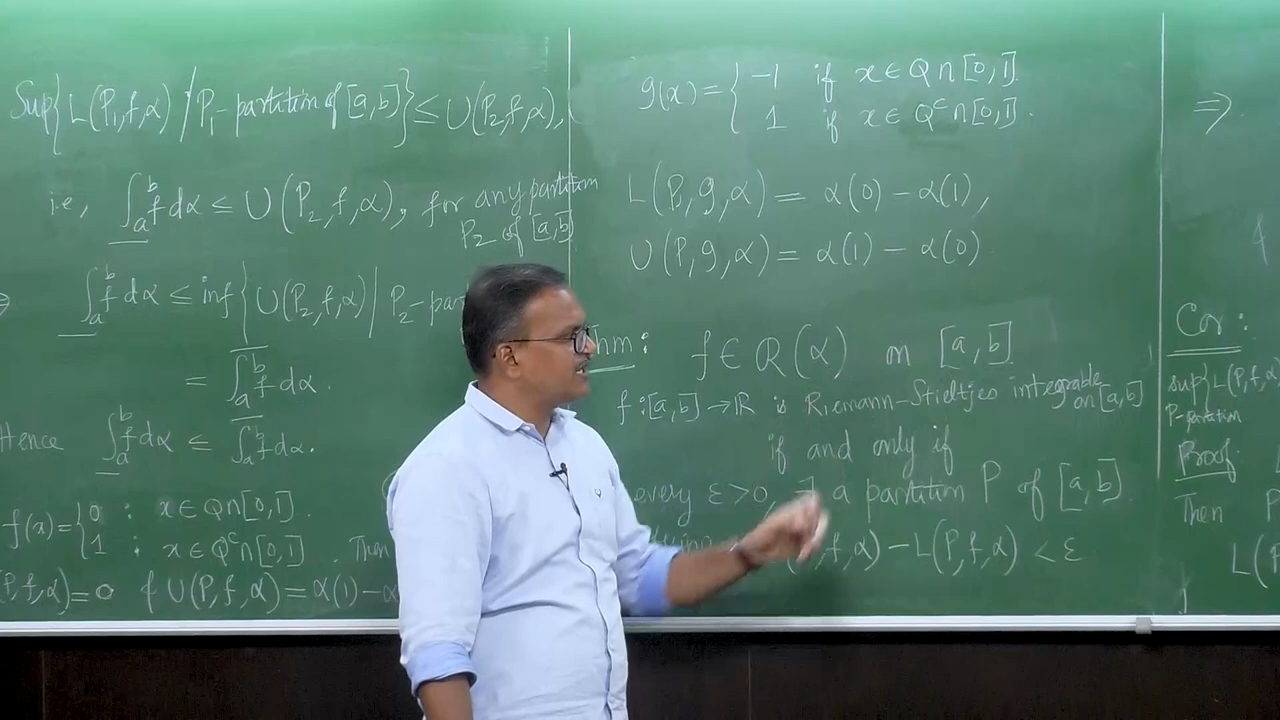 Sup{L(P₁,f,α) / P₁-partition of [a,b]} ≤ U(P₂,f,α),
i.e, ∫_a^b f dα ≤ U(P₂,f,α), for any partition
P₂ of [a,b]
∫_a^b f dα ≤ inf{U(P₂,f,α) | P₂-par
= ∫_a^b f dα.
Hence ∫_a^b f dα ≤ ∫_a^b f dα.
f(x) = { 0 : x ∈ Q∩[0,1].
1 : x ∈ Qᶜ∩[0,1]. Then
(P,f,α)=0 & U(P,f,α) = α(1)-α
g(x) = { -1 if x ∈ Q∩[0,1].
1 if x ∈ Qᶜ∩[0,1].
L(P,g,α) = α(0) - α(1),
U(P,g,α) = α(1) - α(0)
hm: f ∈ R(α) on [a,b].
f:[a,b]→ℝ is Riemann-Stieltjes integrable on [a,b]
if and only if
every ε>0, ∃ a partition P of [a,b].
,f,α) - L(P,f,α) < ε
⇒
Cor:
sup{L(P,f,α)
P-partition
Proof:
Then P
L(P